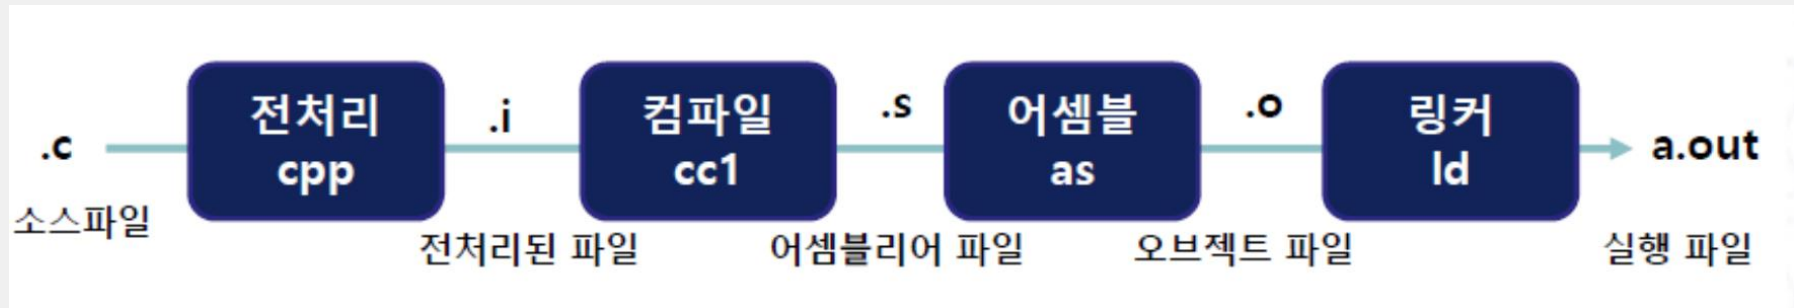 .c
소스파일
전처리
cpp
.i
전처리된 파일
컴파일
cc1
.s
어셈블리어 파일
어셈블
as
.o
오브젝트 파일
링커
ld
a.out
실행 파일